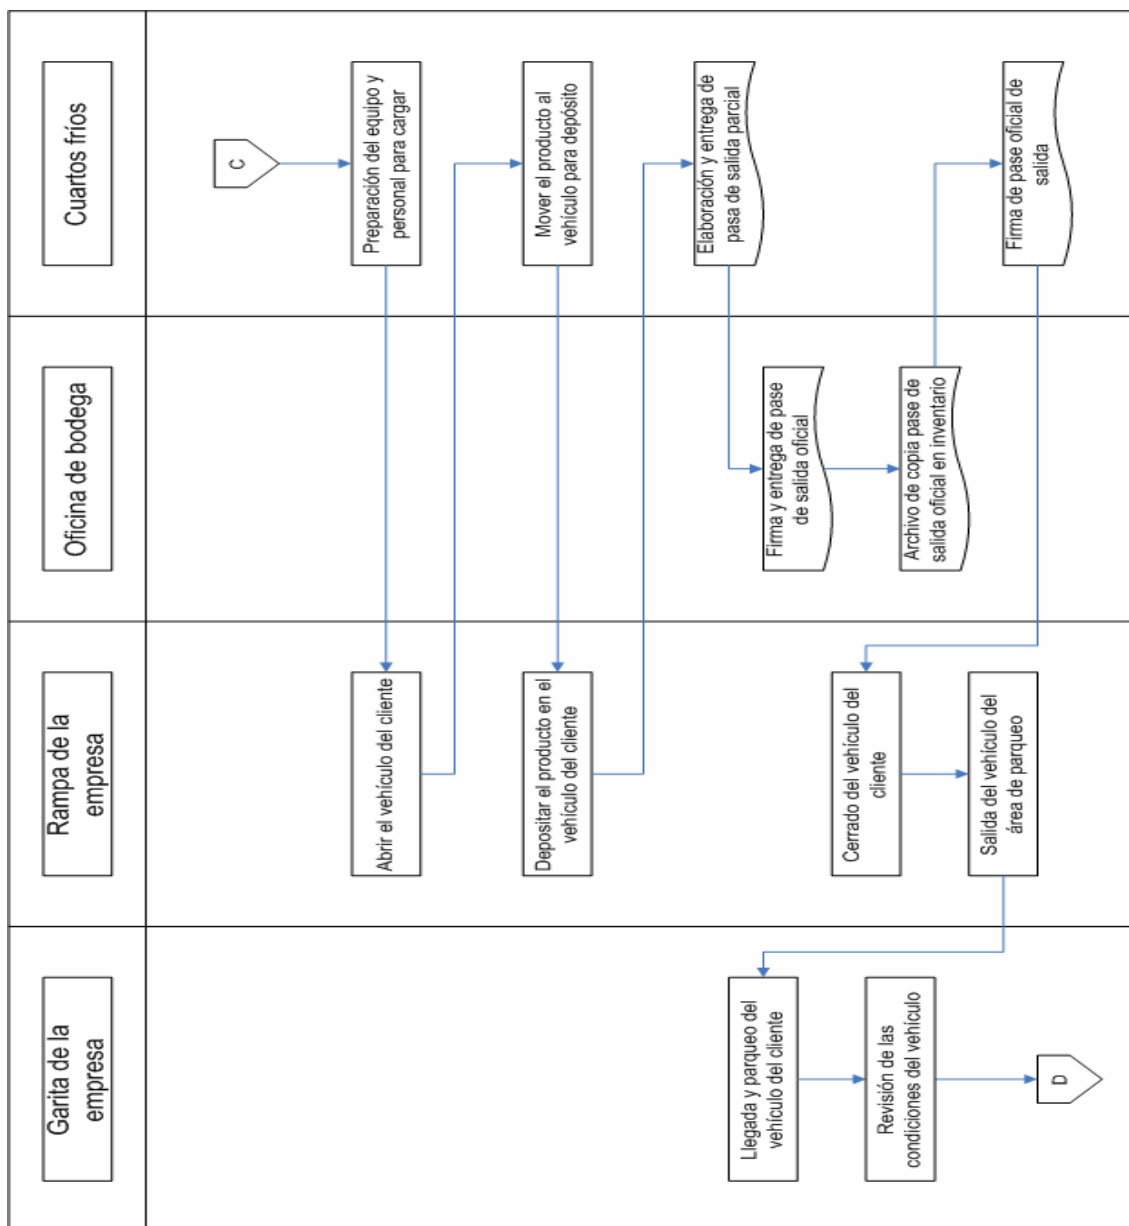 Garita de la
empresa
Rampa de la
empresa
Oficina de bodega
Cuartos fríos
C
Preparación del equipo y
personal para cargar
Abrir el vehículo del cliente
Mover el producto al
vehículo para depósito
Depositar el producto en el
vehículo del cliente
Elaboración y entrega de
pasa de salida parcial
Firma y entrega de pase
de salida oficial
Archivo de copia pase de
salida oficial en inventario
Firma de pase oficial de
salida
Cerrado del vehículo del
cliente
Salida del vehículo del
área de parqueo
Llegada y parqueo del
vehículo del cliente
Revisión de las
condiciones del vehículo
D